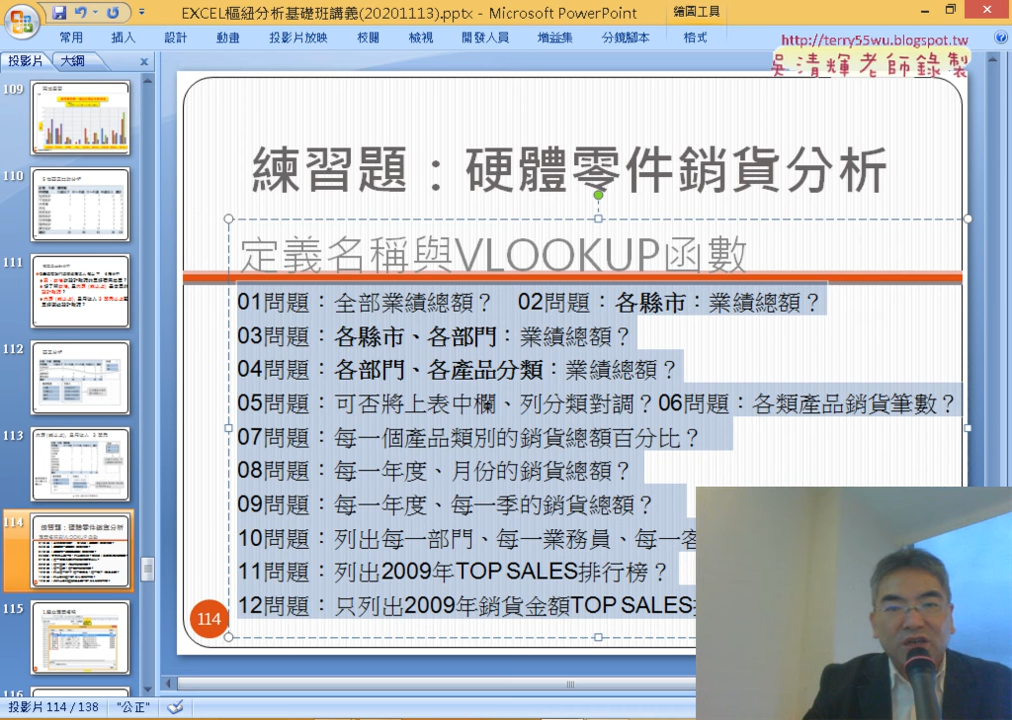 EXCEL樞紐分析基礎班講義(20201113).pptx - Microsoft PowerPoint
繪圖工具
常用 插入 設計 動畫 投影片放映 校閱 檢視 開發人員 增益集 分鏡腳本 格式
http://terry55wu.blogspot.tw
吳清輝老師錄製
投影片 大綱
109
110
111
112
113
114
115
116
練習題：硬體零件銷貨分析
定義名稱與VLOOKUP函數
01問題：全部業績總額？ 02問題：各縣市：業績總額？
03問題：各縣市、各部門：業績總額？
04問題：各部門、各產品分類：業績總額？
05問題：可否將上表中欄、列分類對調？06問題：各類產品銷貨筆數？
07問題：每一個產品類別的銷貨總額百分比？
08問題：每一年度、月份的銷貨總額？
09問題：每一年度、每一季的銷貨總額？
10問題：列出每一部門、每一業務員、每一客
11問題：列出2009年TOP SALES排行榜？
12問題：只列出2009年銷貨金額TOP SALES
114
投影片 114 / 138 "公正"